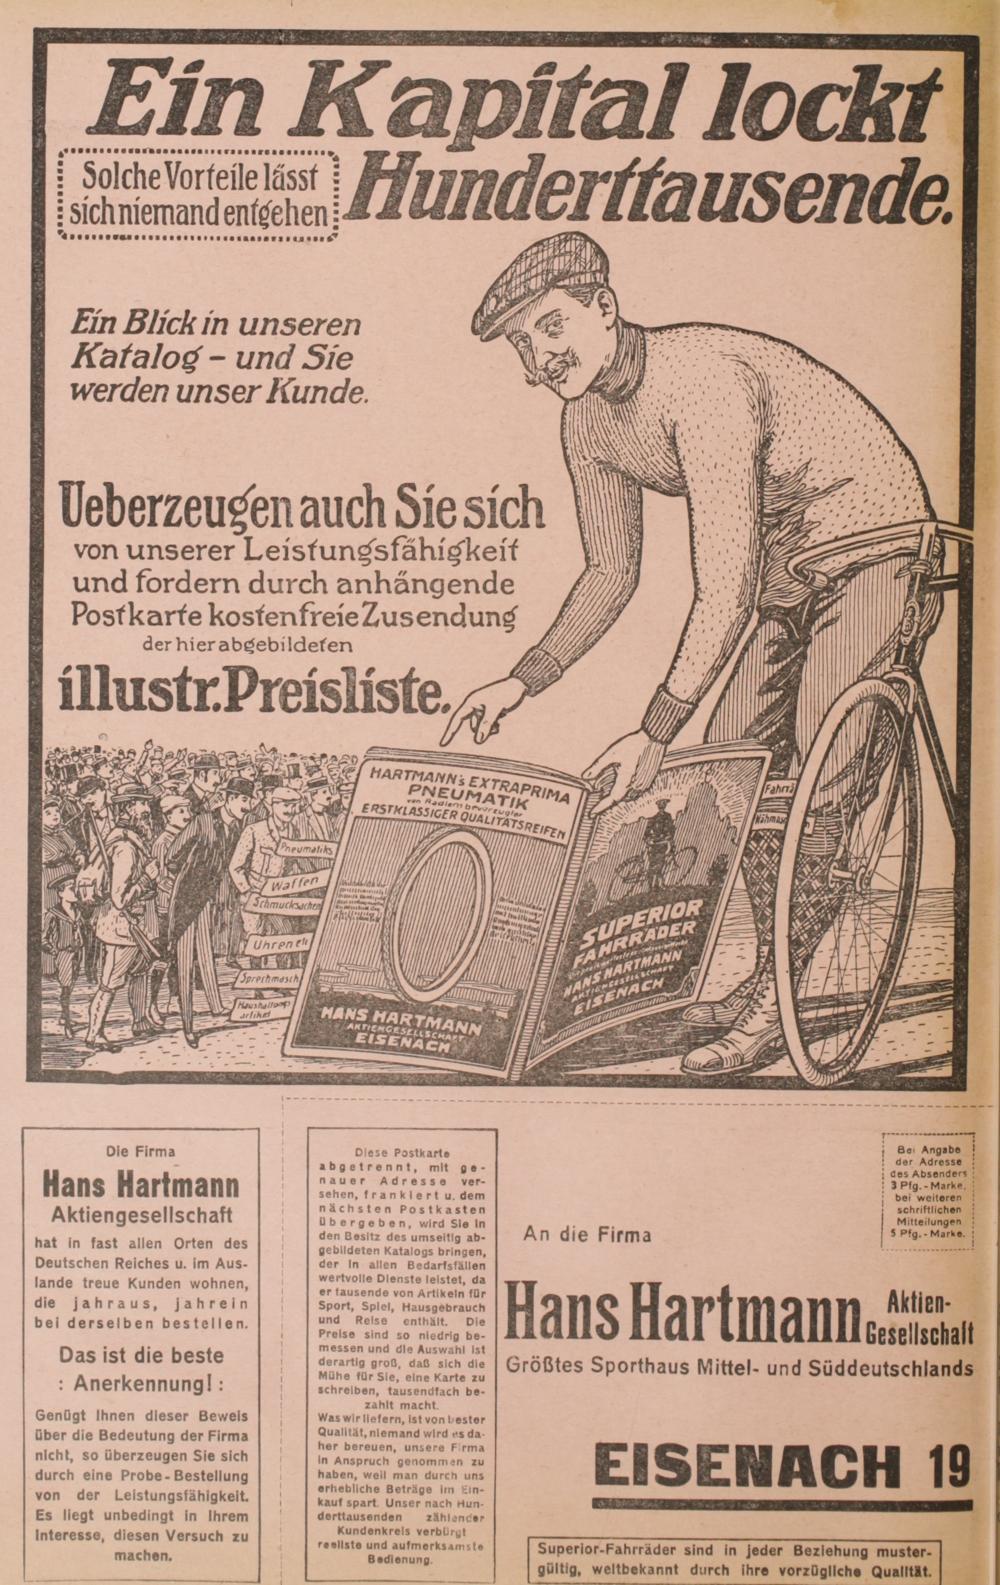 Ein Kapital lockt
Hunderttausende.
Solche Vorteile lässt
sich niemand entgehen
Ein Blick in unseren
Katalog – und Sie
werden unser Kunde.
Ueberzeugen auch Sie sich
von unserer Leistungsfähigkeit
und fordern durch anhängende
Postkarte kostenfreie Zusendung
der hier abgebildeten
illustr. Preisliste.
HARTMANN's EXTRAPRIMA
PNEUMATIK
von Radlern bevorzugter
ERSTKLASSIGER QUALITÄTSREIFEN
HANS HARTMANN
AKTIENGESELLSCHAFT
EISENACH
SUPERIOR
FAHRRÄDER
HANS HARTMANN
AKTIENGESELLSCHAFT
EISENACH
Fahrrä
Nähmasc
Pneumatiks
Waffen
Schmucksachen
Uhren etc
Sprechmasch
Haushaltungs
artikel
Die Firma
Hans Hartmann
Aktiengesellschaft
hat in fast allen Orten des
Deutschen Reiches u. im Aus-
lande treue Kunden wohnen,
die jahraus, jahrein
bei derselben bestellen.
Das ist die beste
: Anerkennung! :
Genügt Ihnen dieser Beweis
über die Bedeutung der Firma
nicht, so überzeugen Sie sich
durch eine Probe-Bestellung
von der Leistungsfähigkeit.
Es liegt unbedingt in Ihrem
Interesse, diesen Versuch zu
machen.
Diese Postkarte
abgetrennt, mit ge-
nauer Adresse ver-
sehen, frankiert u. dem
nächsten Postkasten
übergeben, wird Sie in
den Besitz des umseitig ab-
gebildeten Katalogs bringen,
der in allen Bedarfsfällen
wertvolle Dienste leistet, da
er tausende von Artikeln für
Sport, Spiel, Hausgebrauch
und Reise enthält. Die
Preise sind so niedrig be-
messen und die Auswahl ist
derartig groß, daß sich die
Mühe für Sie, eine Karte zu
schreiben, tausendfach be-
zahlt macht.
Was wir liefern, ist von bester
Qualität, niemand wird es da-
her bereuen, unsere Firma
in Anspruch genommen zu
haben, weil man durch uns
erhebliche Beträge im Ein-
kauf spart. Unser nach Hun-
derttausenden zählender
Kundenkreis verbürgt
reellste und aufmerksamste
Bedienung.
Bei Angabe
der Adresse
des Absenders
3 Pfg.-Marke,
bei weiteren
schriftlichen
Mitteilungen
5 Pfg.-Marke.
An die Firma
Hans Hartmann Aktien-
Gesellschaft
Größtes Sporthaus Mittel- und Süddeutschlands
EISENACH 19
Superior-Fahrräder sind in jeder Beziehung muster-
gültig, weltbekannt durch ihre vorzügliche Qualität.